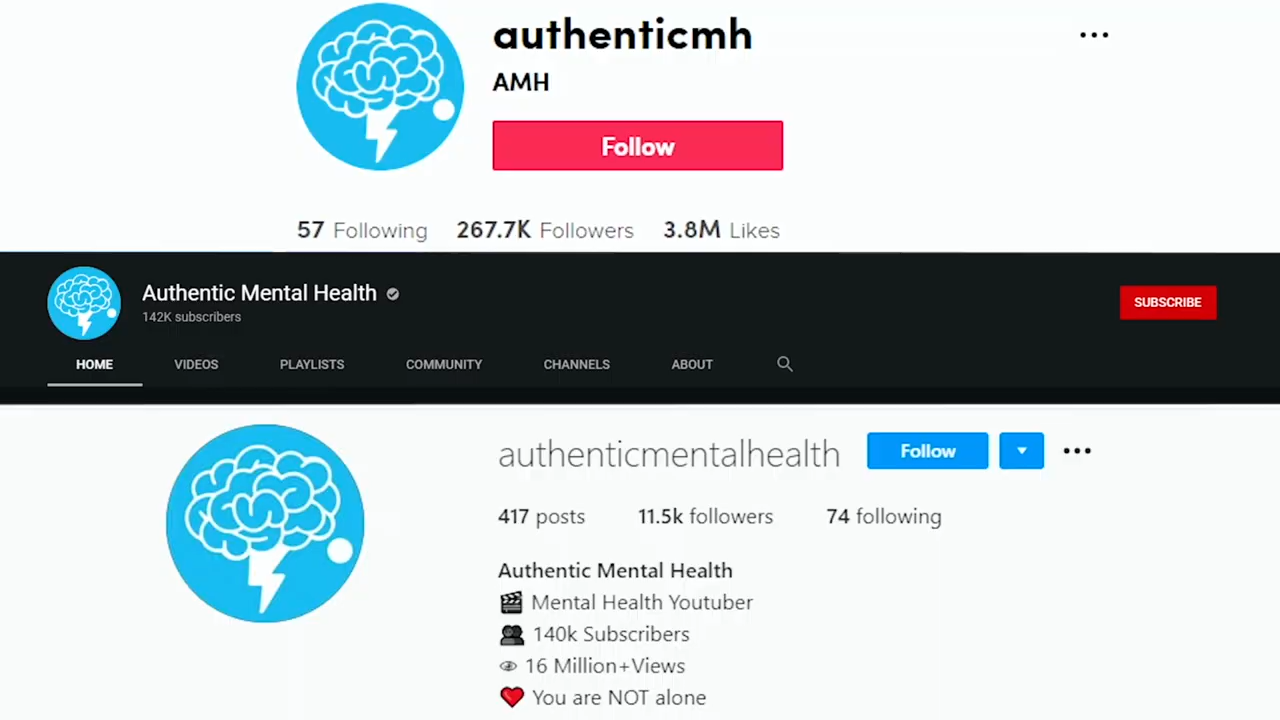 authenticmh
AMH
Follow
57 Following 267.7K Followers 3.8M Likes
Authentic Mental Health
142K subscribers
SUBSCRIBE
HOME VIDEOS PLAYLISTS COMMUNITY CHANNELS ABOUT
authenticmentalhealth Follow
417 posts 11.5k followers 74 following
Authentic Mental Health
Mental Health Youtuber
140k Subscribers
16 Million+Views
You are NOT alone